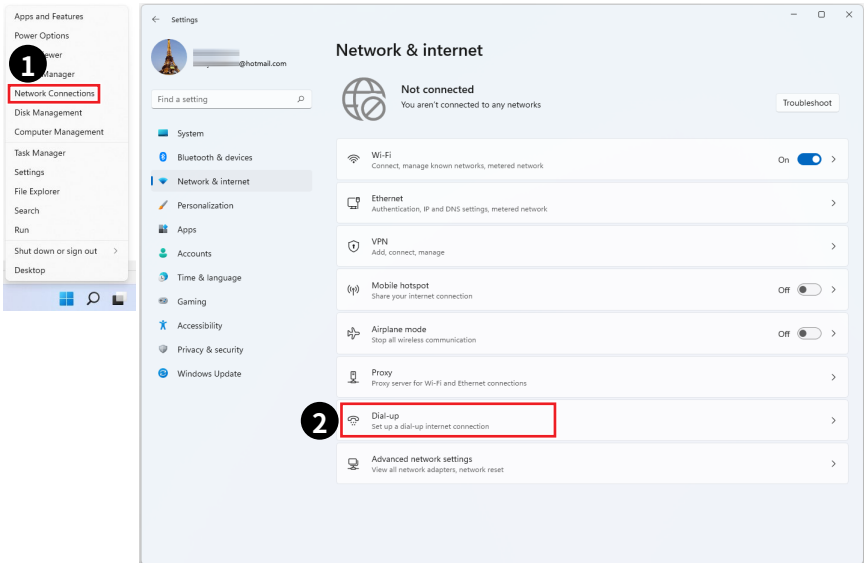 Apps and Features
Power Options
ewer
1
Manager
Network Connections
Disk Management
Computer Management
Task Manager
Settings
File Explorer
Search
Run
Shut down or sign out
Desktop
Settings
@hotmail.com
Find a setting
System
Bluetooth & devices
Network & internet
Personalization
Apps
Accounts
Time & language
Gaming
Accessibility
Privacy & security
Windows Update
Network & internet
Not connected
You aren't connected to any networks
Troubleshoot
Wi-Fi
Connect, manage known networks, metered network
On
Ethernet
Authentication, IP and DNS settings, metered network
VPN
Add, connect, manage
Mobile hotspot
Share your internet connection
Off
Airplane mode
Stop all wireless communication
Off
Proxy
Proxy server for Wi-Fi and Ethernet connections
2
Dial-up
Set up a dial-up internet connection
Advanced network settings
View all network adapters, network reset